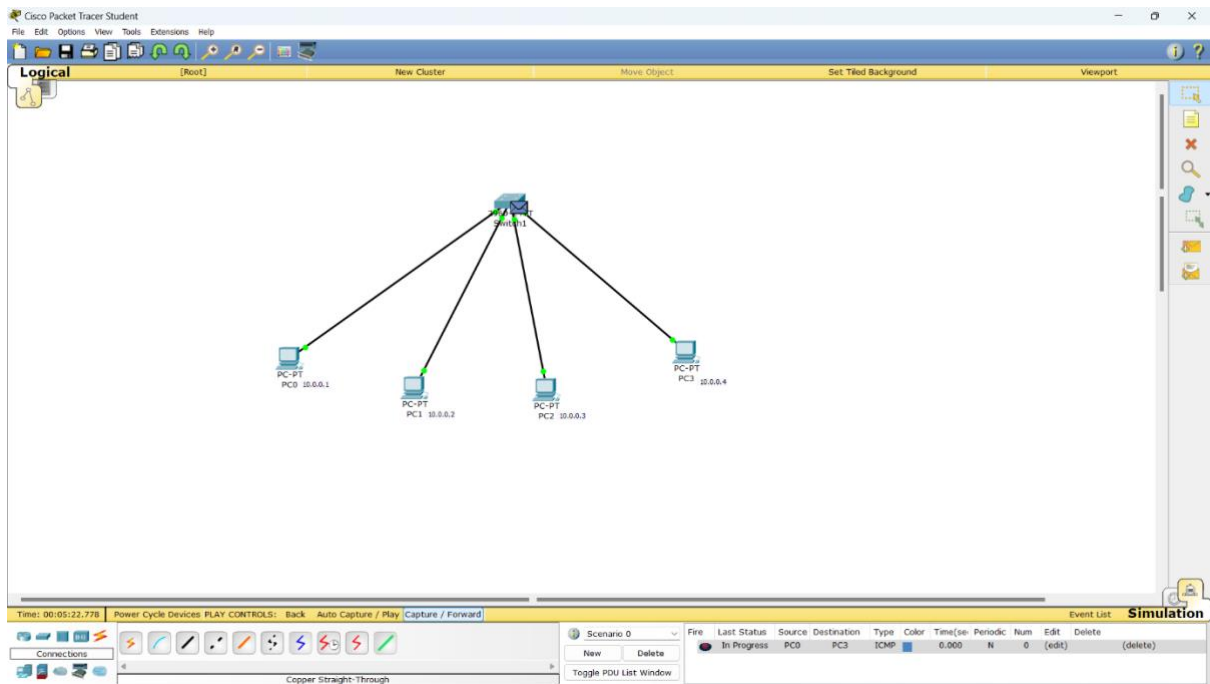 Cisco Packet Tracer Student
File Edit Options View Tools Extensions Help
Logical [Root] New Cluster Move Object Set Tiled Background Viewport
Switch1
PC-PT
PC0 10.0.0.1
PC-PT
PC1 10.0.0.2
PC-PT
PC2 10.0.0.3
PC-PT
PC3 10.0.0.4
Time: 00:05:22.778 Power Cycle Devices PLAY CONTROLS: Back Auto Capture / Play Capture / Forward Event List Simulation
Connections
Copper Straight-Through
Scenario 0
New Delete
Toggle PDU List Window
Fire Last Status Source Destination Type Color Time(se Periodic Num Edit Delete
In Progress PC0 PC3 ICMP 0.000 N 0 (edit) (delete)